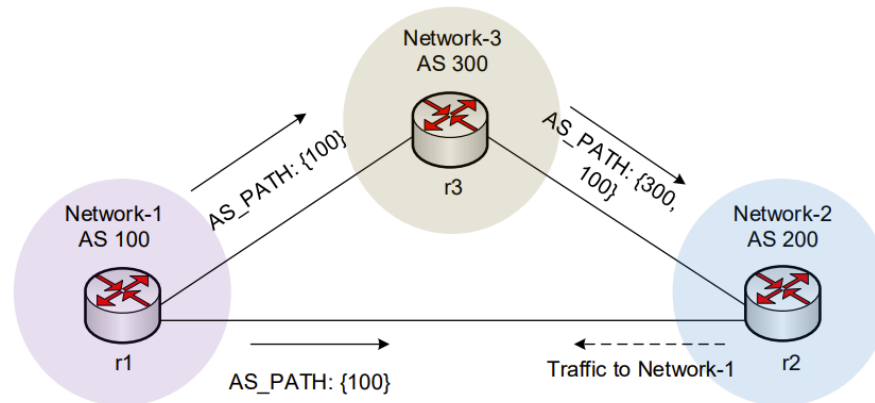 Network-3
AS 300
r3
AS_PATH: {100}
AS_PATH: {300,
100}
Network-1
AS 100
r1
Network-2
AS 200
r2
AS_PATH: {100}
Traffic to Network-1